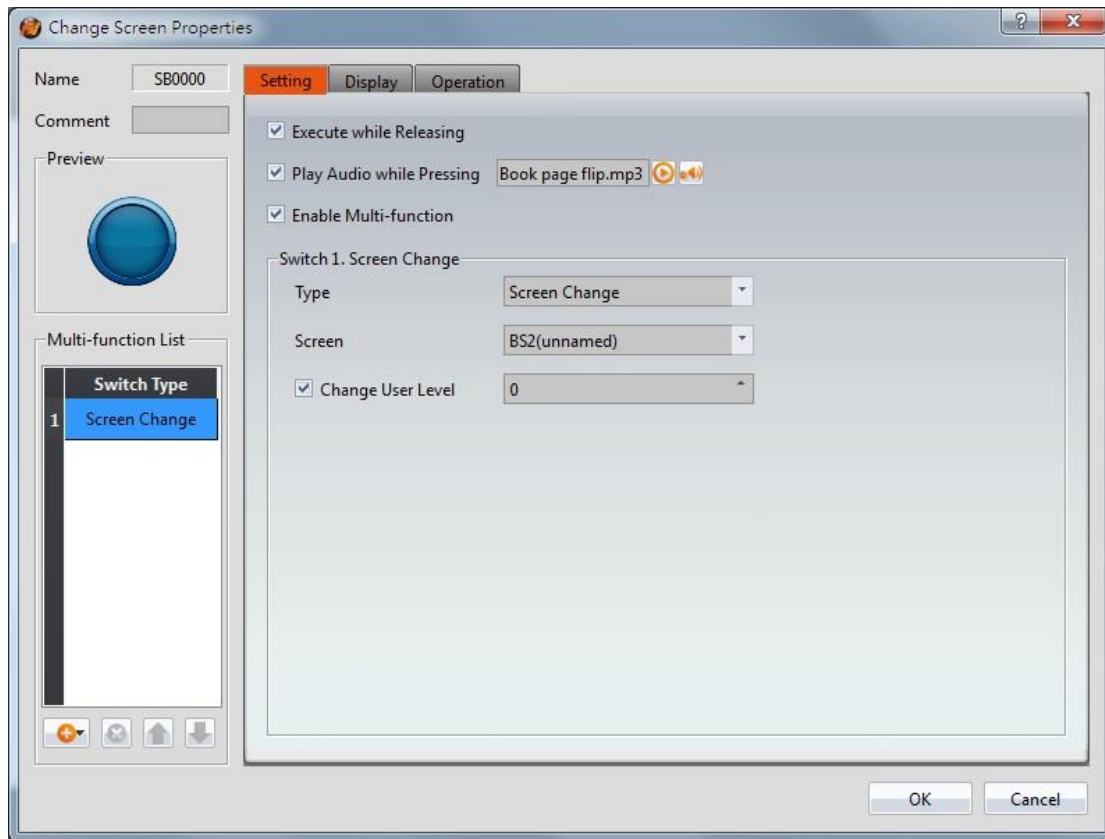 Change Screen Properties
Name SB0000
Comment
Preview
Multi-function List
Switch Type
1 Screen Change
Setting Display Operation
Execute while Releasing
Play Audio while Pressing Book page flip.mp3
Enable Multi-function
Switch 1. Screen Change
Type Screen Change
Screen BS2(unnamed)
Change User Level 0
OK Cancel